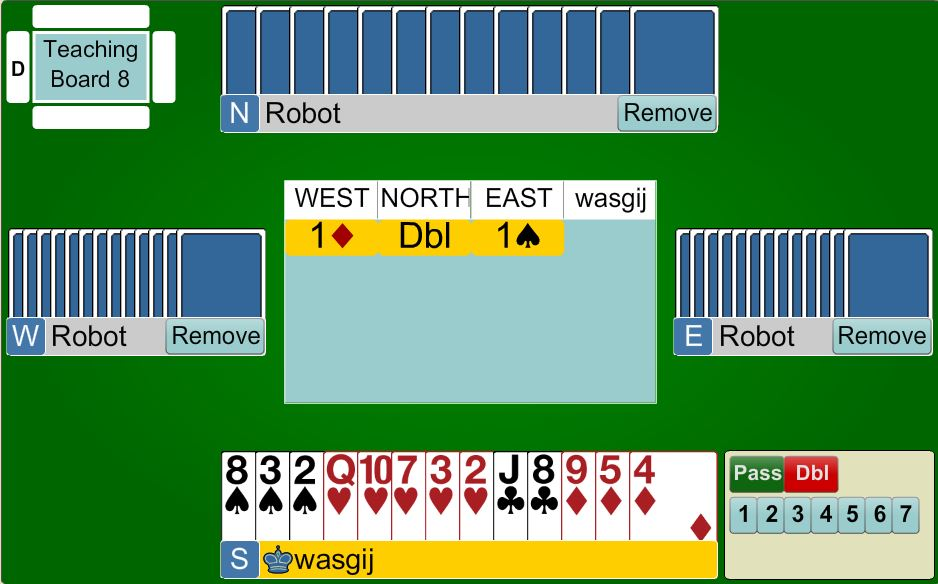 D
Teaching
Board 8
N Robot Remove
WEST NORTH EAST wasgij
1♦ Dbl 1♠
W Robot Remove
E Robot Remove
8♠ 3♠ 2♠ Q♥ 10♥ 7♥ 3♥ 2♥ J♣ 8♣ 9♦ 5♦ 4♦
S wasgij
Pass Dbl
1 2 3 4 5 6 7